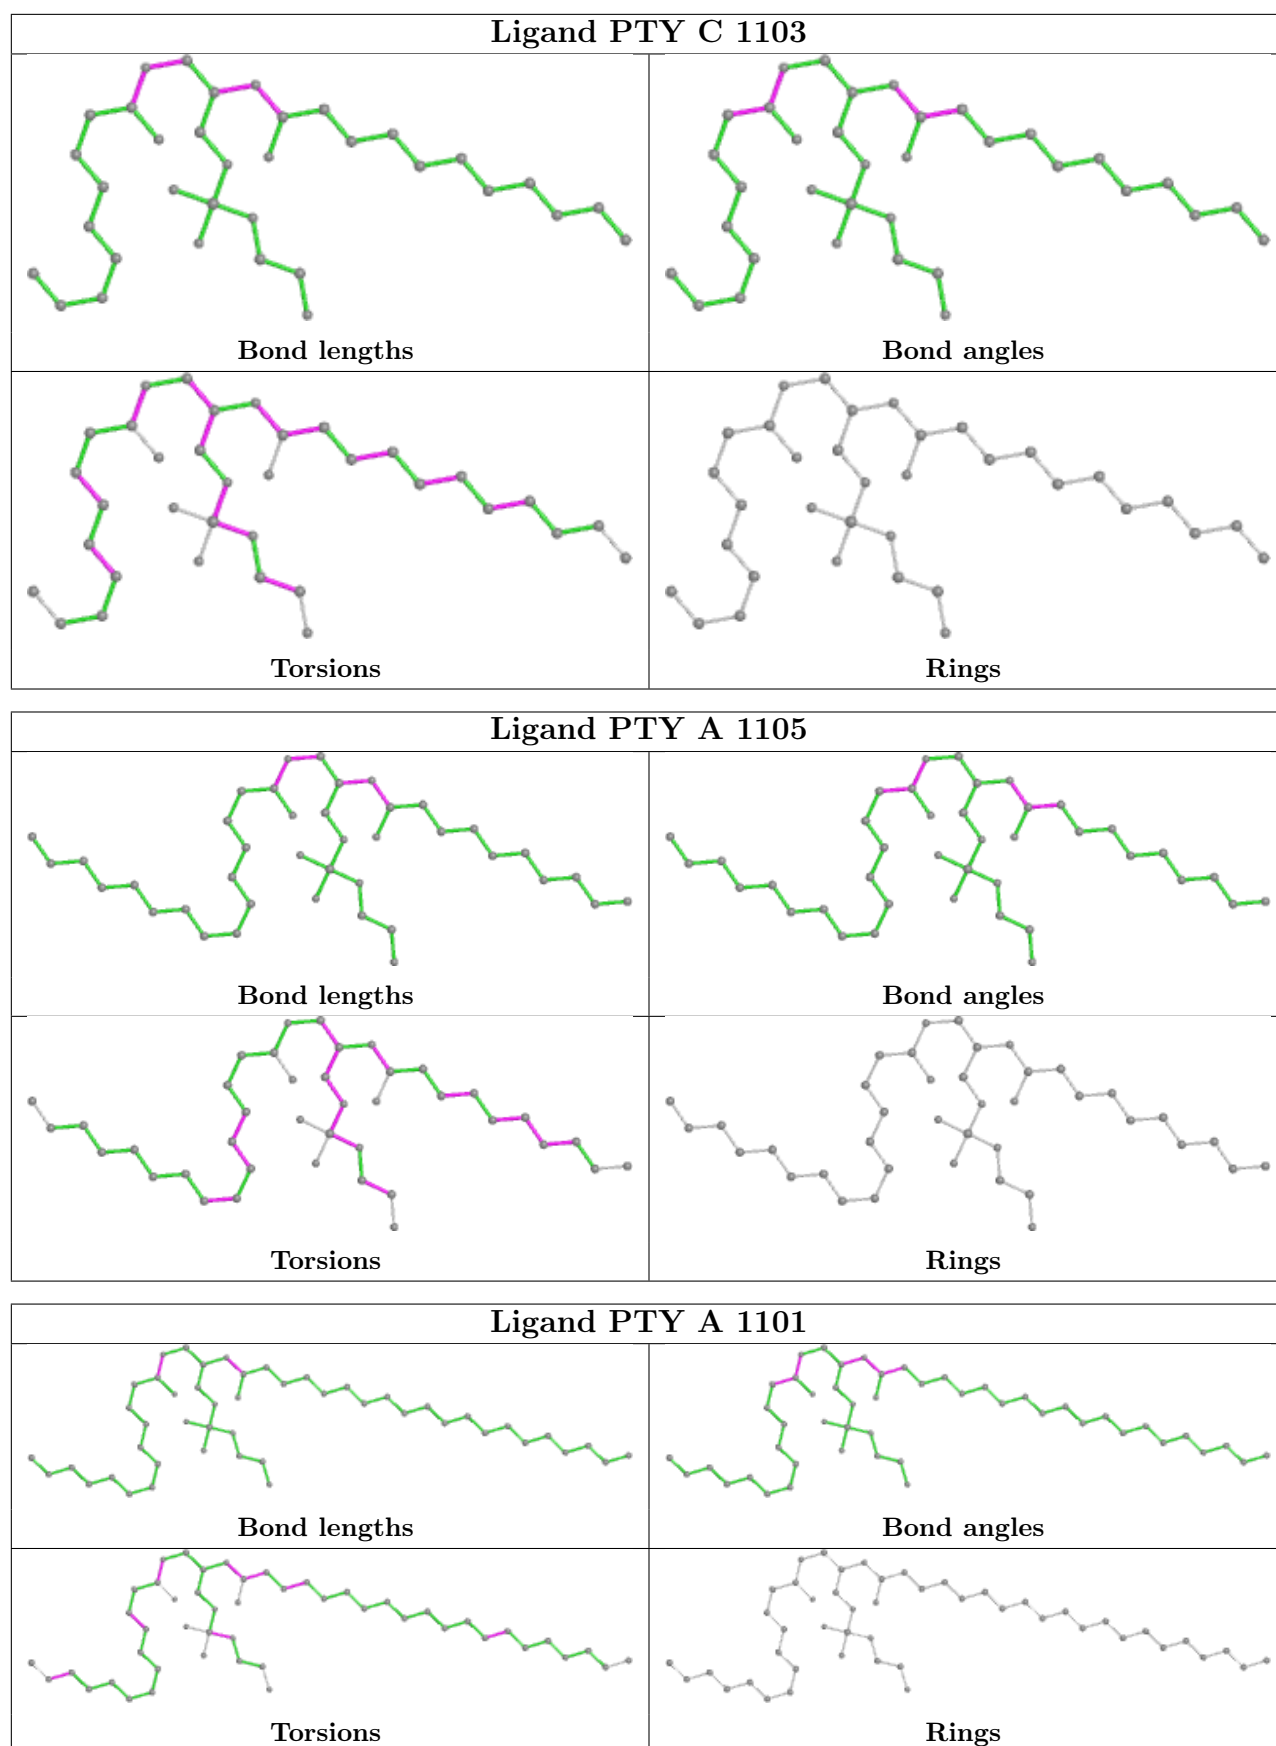 Ligand PTY C 1103
Bond lengths
Bond angles
Torsions
Rings
Ligand PTY A 1105
Bond lengths
Bond angles
Torsions
Rings
Ligand PTY A 1101
Bond lengths
Bond angles
Torsions
Rings